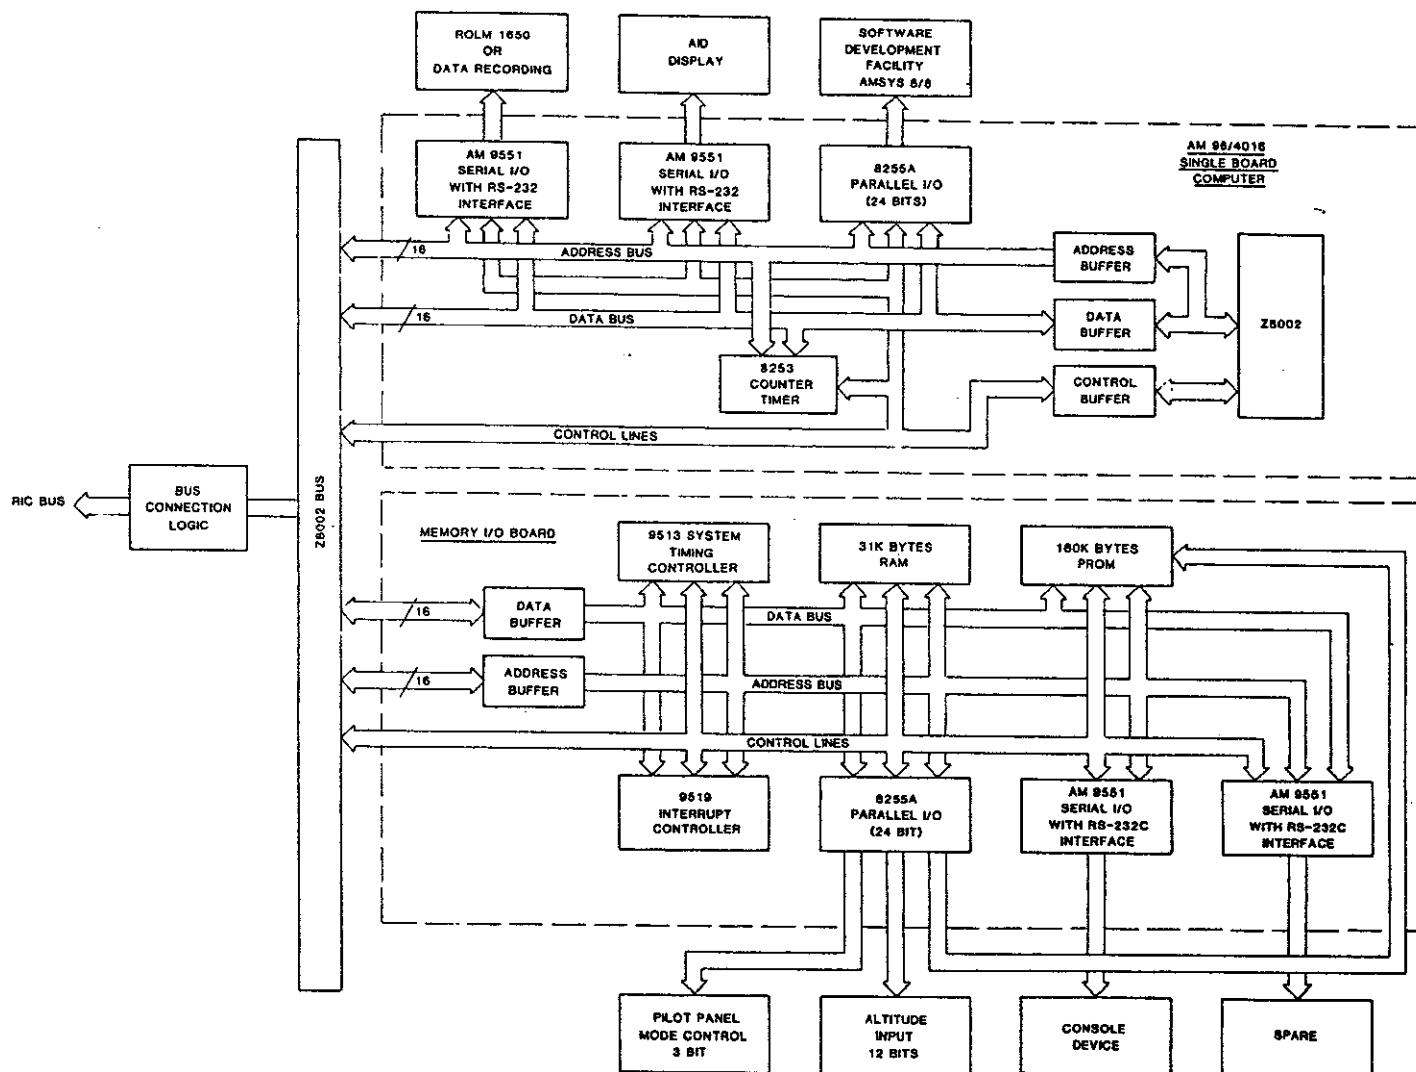 ROLM 1650
OR
DATA RECORDING
AID
DISPLAY
SOFTWARE
DEVELOPMENT
FACILITY
AMSYS 8/8
AM 9551
SERIAL I/O
WITH RS-232
INTERFACE
AM 9551
SERIAL I/O
WITH RS-232
INTERFACE
8255A
PARALLEL I/O
(24 BITS)
AM 96/4016
SINGLE BOARD
COMPUTER
16
ADDRESS BUS
ADDRESS
BUFFER
16
DATA BUS
DATA
BUFFER
Z8002
8253
COUNTER
TIMER
CONTROL
BUFFER
CONTROL LINES
RIC BUS
BUS
CONNECTION
LOGIC
Z8002 BUS
MEMORY I/O BOARD
9513 SYSTEM
TIMING
CONTROLLER
31K BYTES
RAM
160K BYTES
PROM
16
DATA
BUFFER
DATA BUS
16
ADDRESS
BUFFER
ADDRESS BUS
CONTROL LINES
9519
INTERRUPT
CONTROLLER
8255A
PARALLEL I/O
(24 BIT)
AM 9551
SERIAL I/O
WITH RS-232C
INTERFACE
AM 9551
SERIAL I/O
WITH RS-232C
INTERFACE
PILOT PANEL
MODE CONTROL
3 BIT
ALTITUDE
INPUT
12 BITS
CONSOLE
DEVICE
SPARE